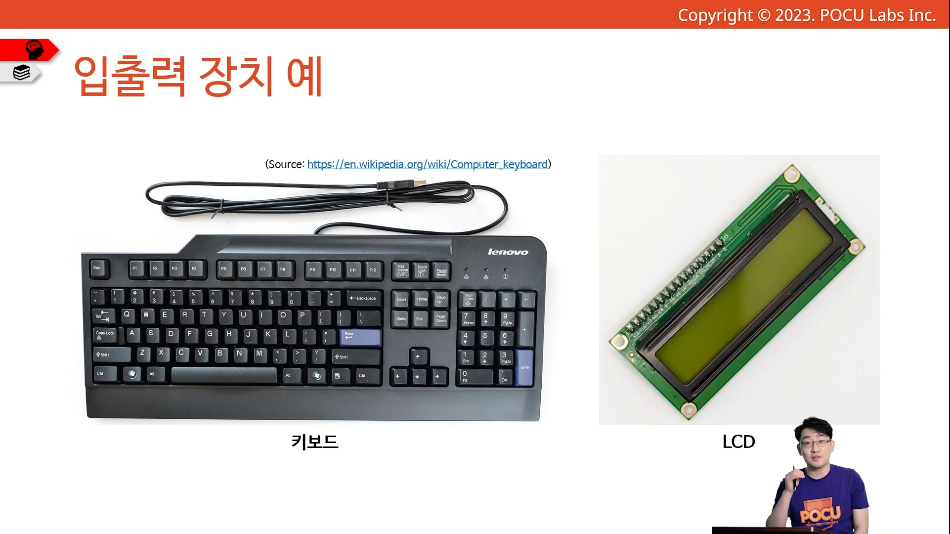 Copyright © 2023. POCU Labs Inc.
입출력 장치 예
(Source: https://en.wikipedia.org/wiki/Computer_keyboard)
lenovo
키보드
LCD
POCU